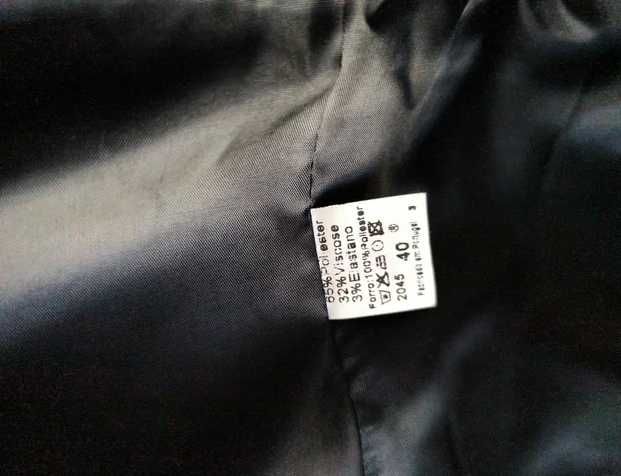 65%Poliester
32%Viscose
3%Elastano
Forro:100%Poliester
2045 40 ®
Fabricado em Portugal 3